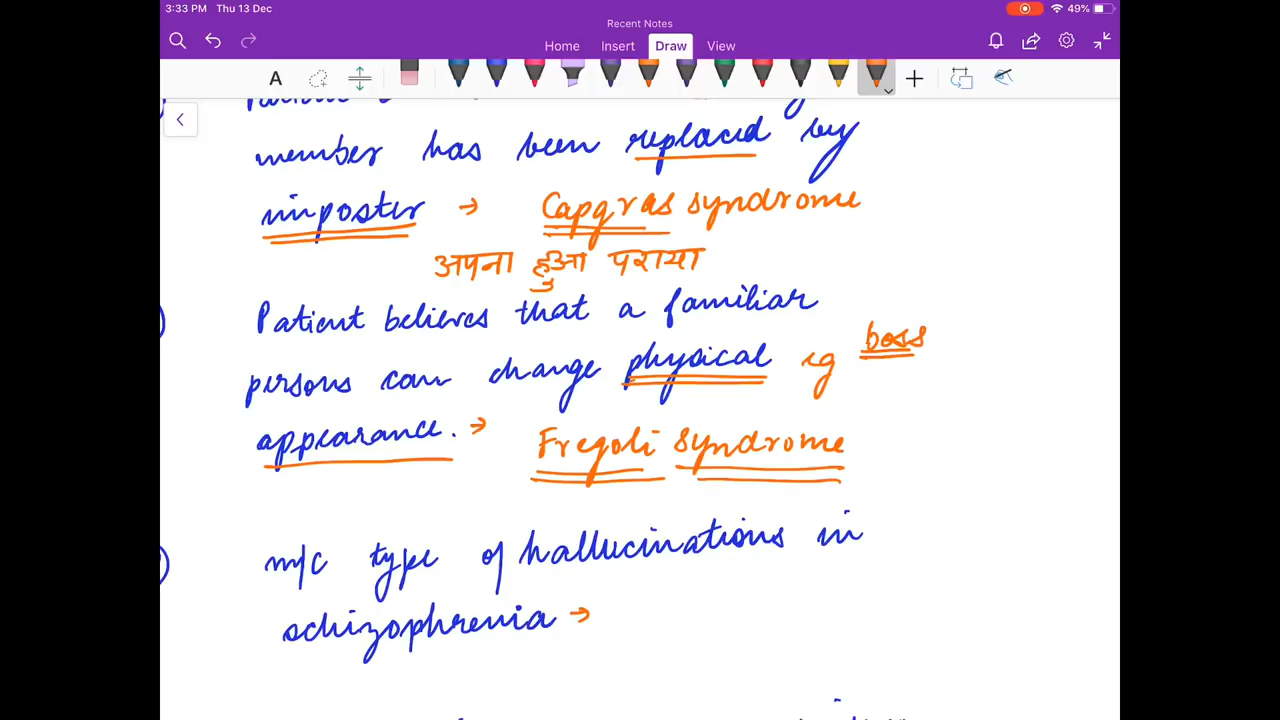 3:33 PM Thu 13 Dec
49%
Recent Notes
Home Insert Draw View
A
member has been replaced by
imposter → Capgras syndrome
अपना हुआ पराया
Patient believes that a familiar
persons can change physical eg boss
appearance. → Fregoli syndrome
m/c type of hallucinations in
schizophrenia →